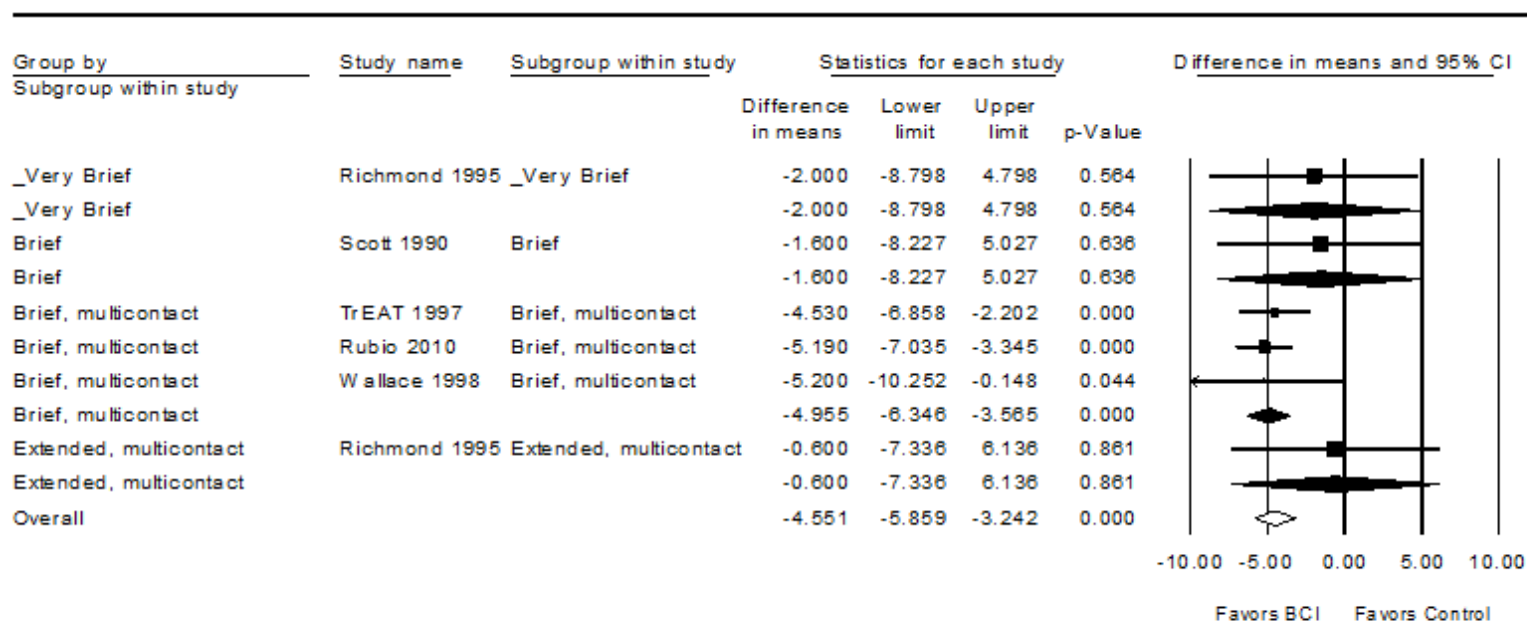 Group by Study name Subgroup within study Statistics for each study Difference in means and 95% CI
Subgroup within study
Difference Lower Upper
in means limit limit p-Value
_Very Brief Richmond 1995 _Very Brief -2.000 -8.798 4.798 0.564
_Very Brief -2.000 -8.798 4.798 0.564
Brief Scott 1990 Brief -1.600 -8.227 5.027 0.636
Brief -1.600 -8.227 5.027 0.636
Brief, multicontact TrEAT 1997 Brief, multicontact -4.530 -6.858 -2.202 0.000
Brief, multicontact Rubio 2010 Brief, multicontact -5.190 -7.035 -3.345 0.000
Brief, multicontact Wallace 1998 Brief, multicontact -5.200 -10.252 -0.148 0.044
Brief, multicontact -4.955 -6.346 -3.565 0.000
Extended, multicontact Richmond 1995 Extended, multicontact -0.600 -7.336 6.136 0.861
Extended, multicontact -0.600 -7.336 6.136 0.861
Overall -4.551 -5.859 -3.242 0.000
-10.00 -5.00 0.00 5.00 10.00
Favors BCI Favors Control